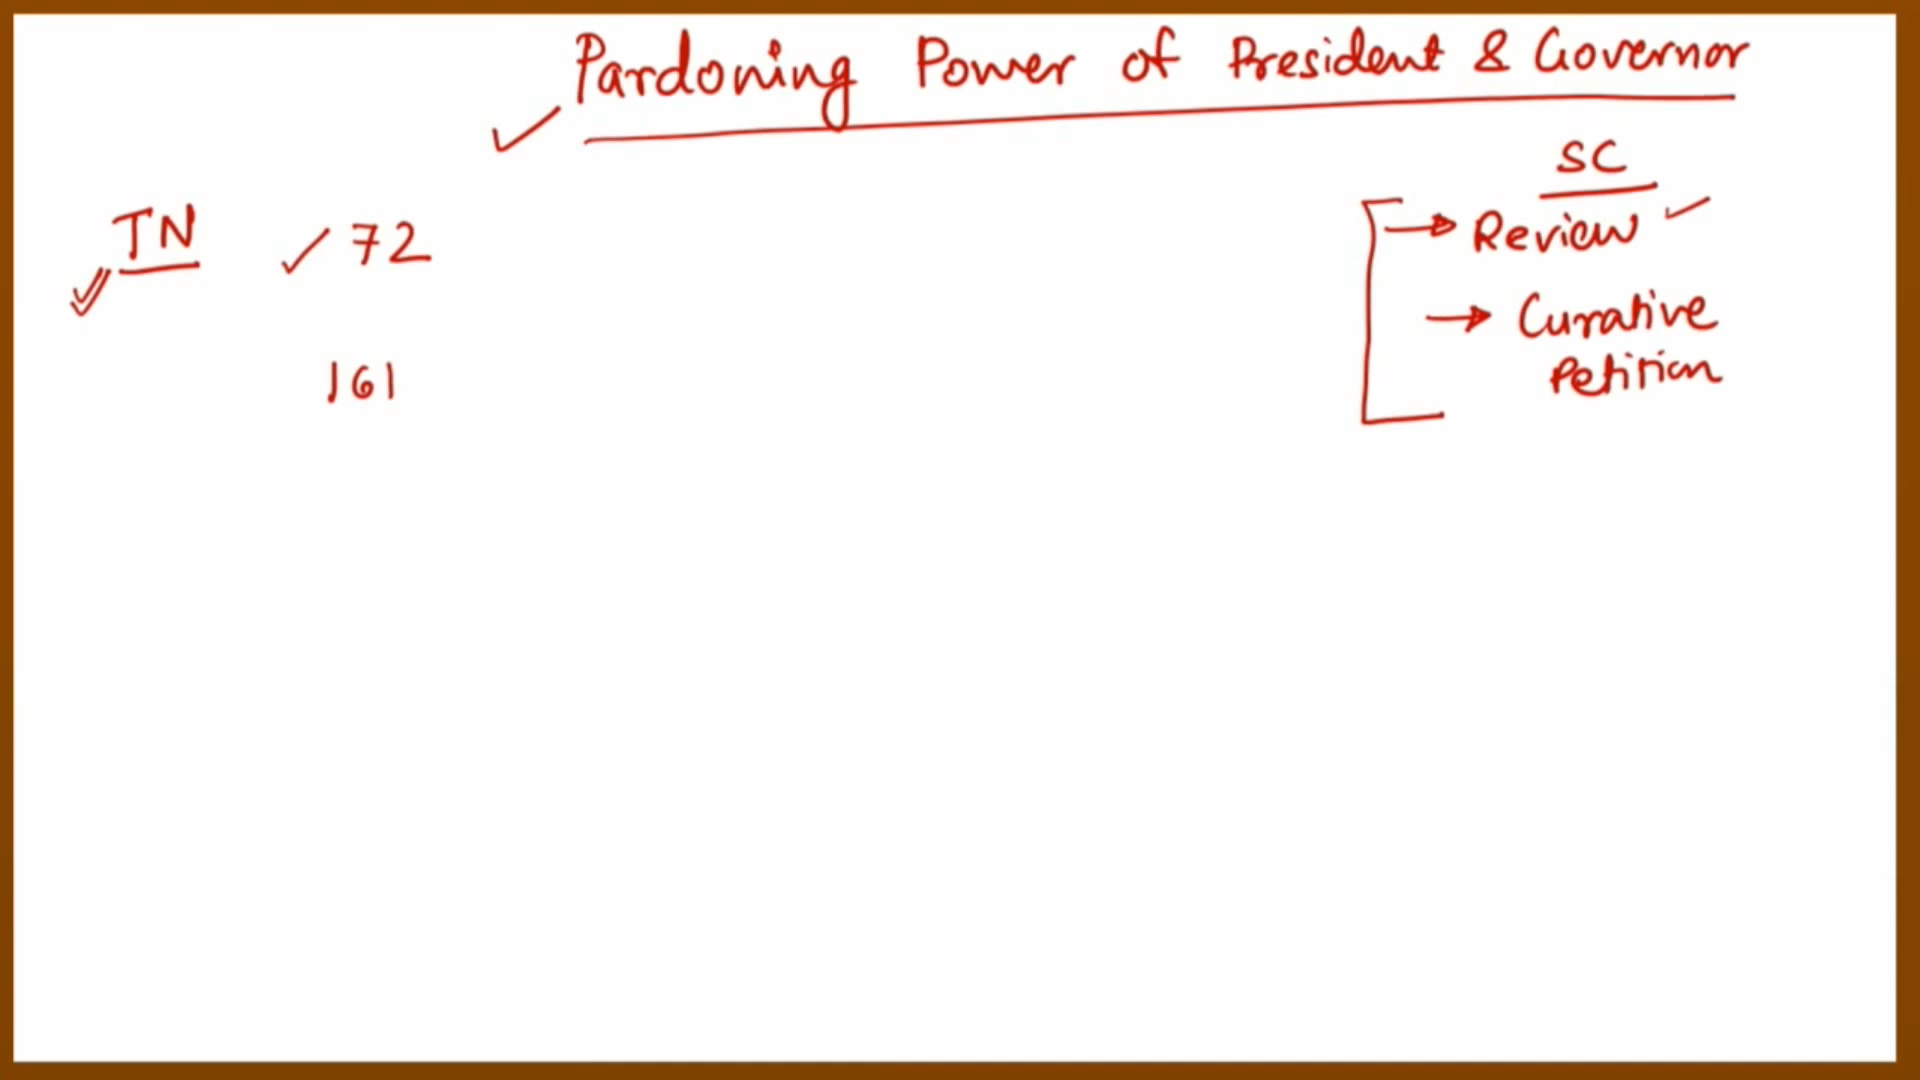 Pardoning Power of President & Governor
SC
TN 72
Review
Curative
Petition
161